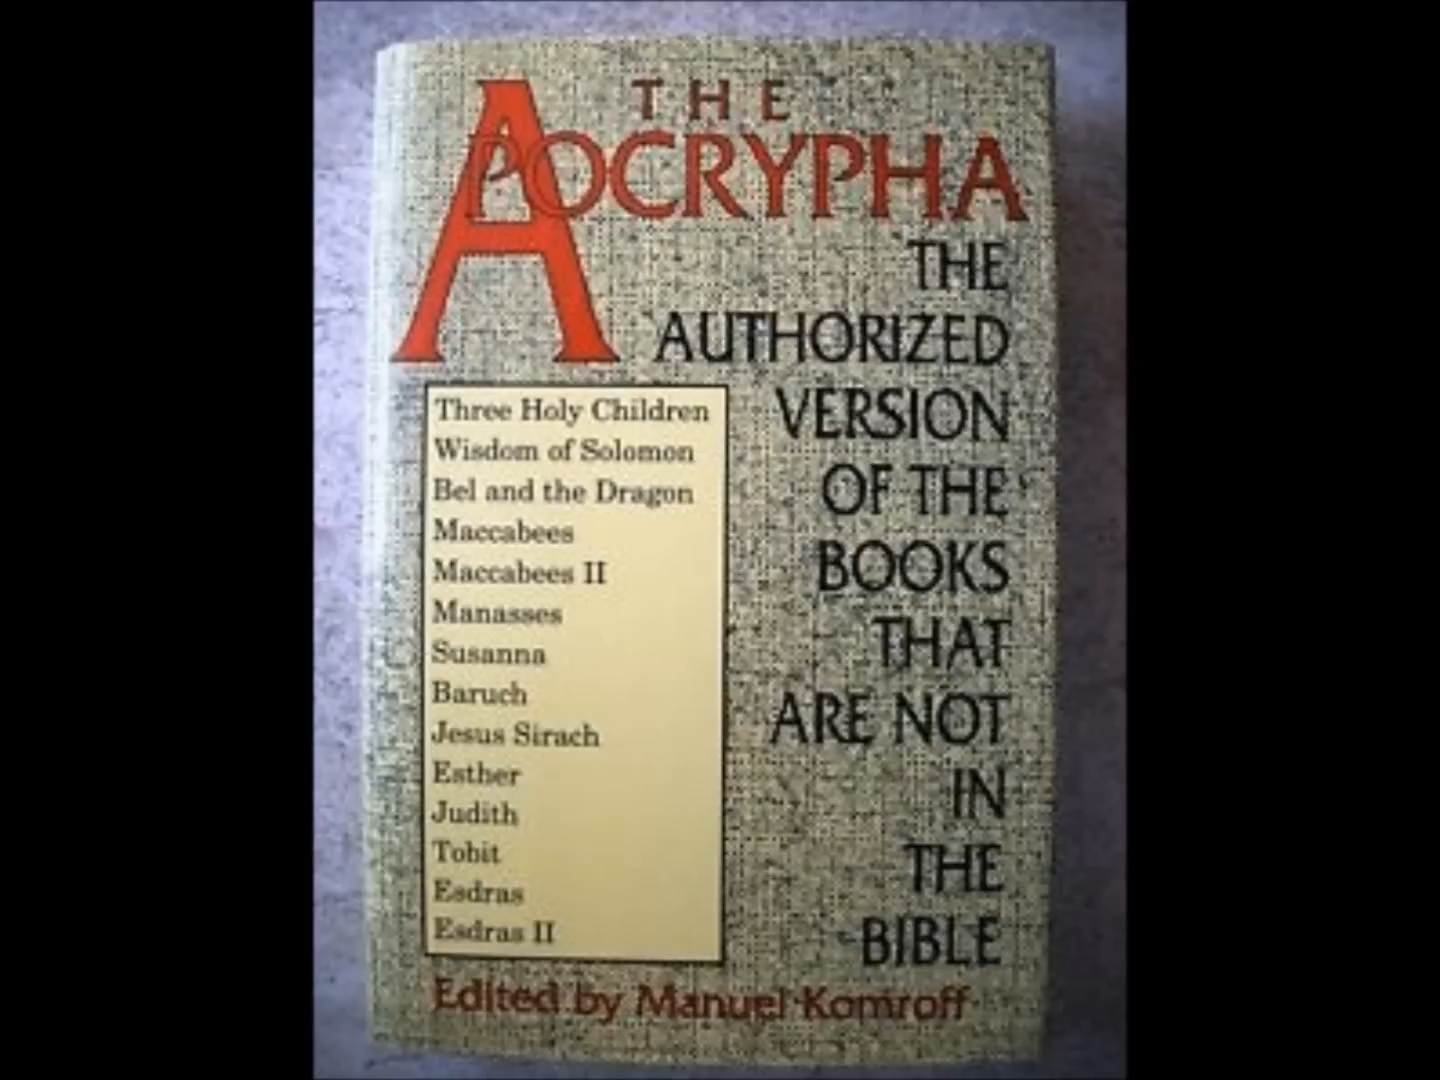 THE
APOCRYPHA
THE
AUTHORIZED
VERSION
OF THE
BOOKS
THAT
ARE NOT
IN
THE
BIBLE
Three Holy Children
Wisdom of Solomon
Bel and the Dragon
Maccabees
Maccabees II
Manasses
Susanna
Baruch
Jesus Sirach
Esther
Judith
Tobit
Esdras
Esdras II
Edited by Manuel Komroff